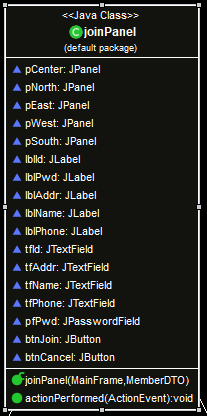 <<Java Class>>
joinPanel
(default package)
pCenter: JPanel
pNorth: JPanel
pEast: JPanel
pWest: JPanel
pSouth: JPanel
lblId: JLabel
lblPwd: JLabel
lblAddr: JLabel
lblName: JLabel
lblPhone: JLabel
tfId: JTextField
tfAddr: JTextField
tfName: JTextField
tfPhone: JTextField
pfPwd: JPasswordField
btnJoin: JButton
btnCancel: JButton
joinPanel(MainFrame,MemberDTO)
actionPerformed(ActionEvent):void